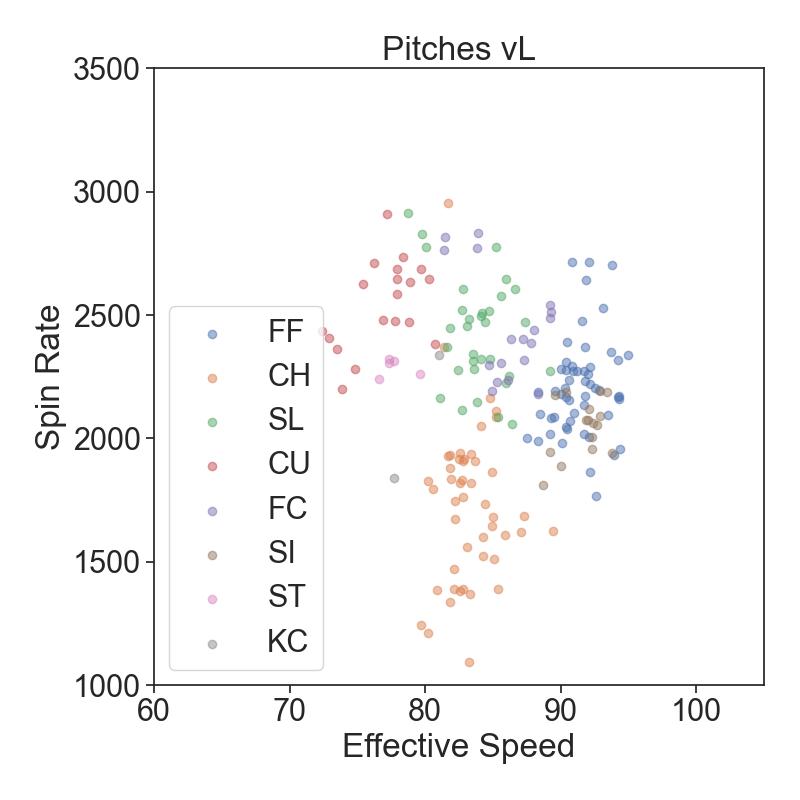 Pitches vL
3500
3000
2500
2000
1500
1000
Spin Rate
FF
CH
SL
CU
FC
SI
ST
KC
60 70 80 90 100
Effective Speed